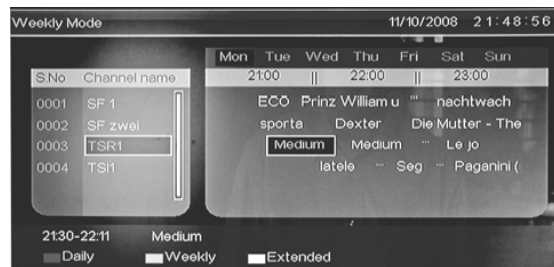 Weekly Mode 11/10/2008 21:48:56
Mon Tue Wed Thu Fri Sat Sun
S.No Channel name 21:00 || 22:00 || 23:00
0001 SF 1 ECO Prinz William u ... nachtwach
0002 SF zwei sporta Dexter Die Mutter - The
0003 TSR1 Medium Medium ... Le jo
0004 TSI1 latele ... Seg ... Paganini (
21:30-22:11 Medium
Daily Weekly Extended